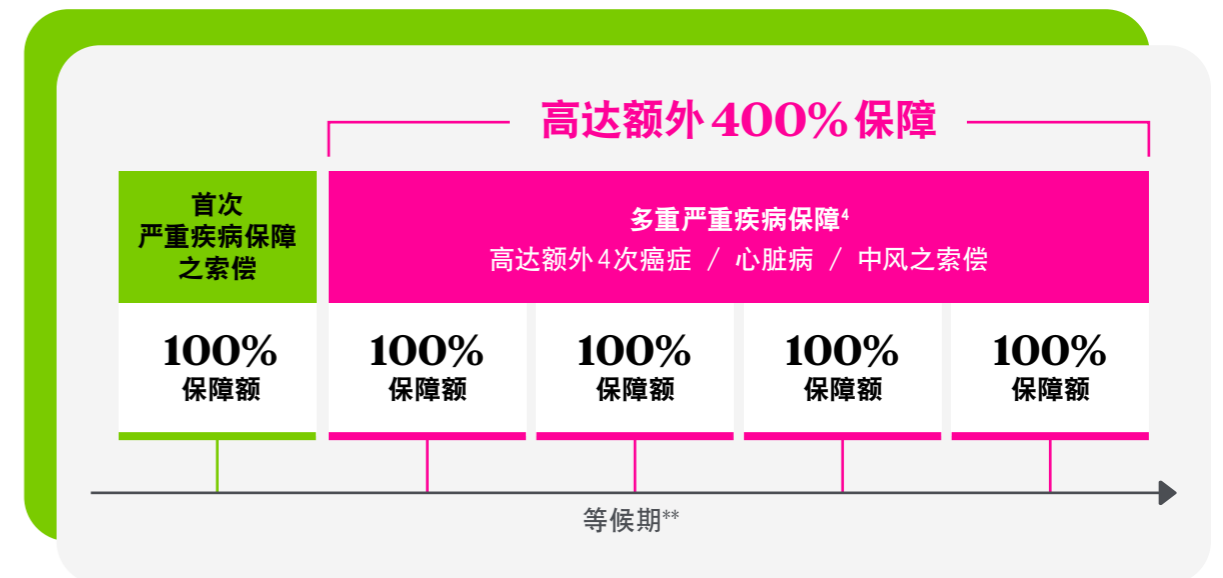 高达额外400%保障
首次
严重疾病保障
之索偿
多重严重疾病保障4
高达额外4次癌症 / 心脏病 / 中风之索偿
100%
保障额
100%
保障额
100%
保障额
100%
保障额
100%
保障额
等候期**